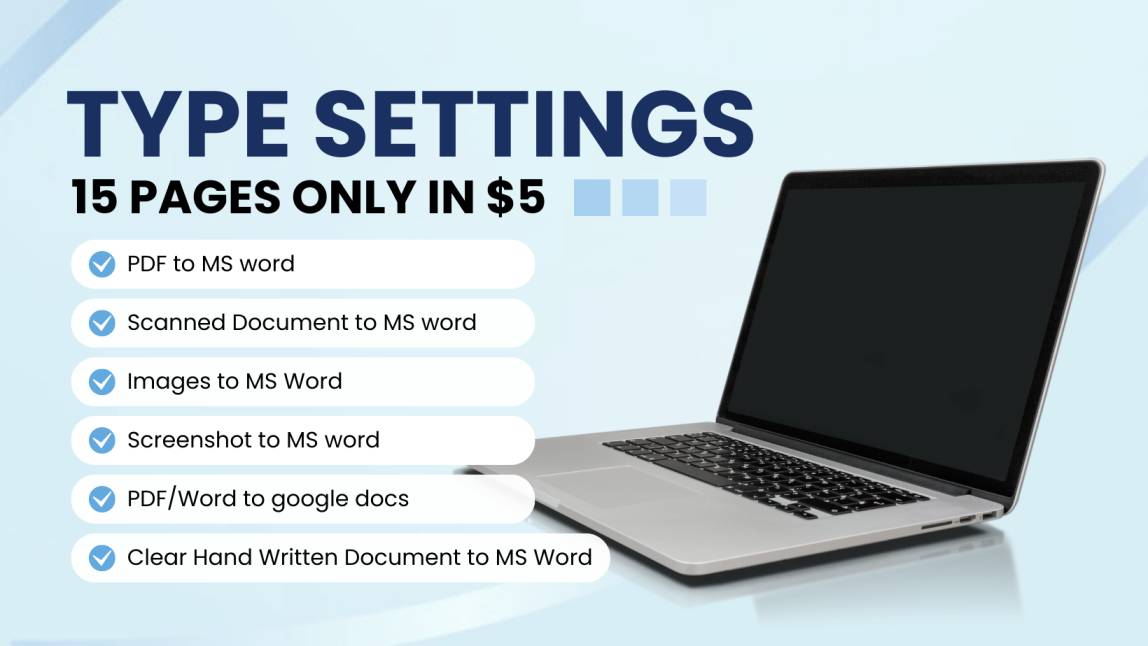 TYPE SETTINGS
15 PAGES ONLY IN $5
PDF to MS word
Scanned Document to MS word
Images to MS Word
Screenshot to MS word
PDF/Word to google docs
Clear Hand Written Document to MS Word